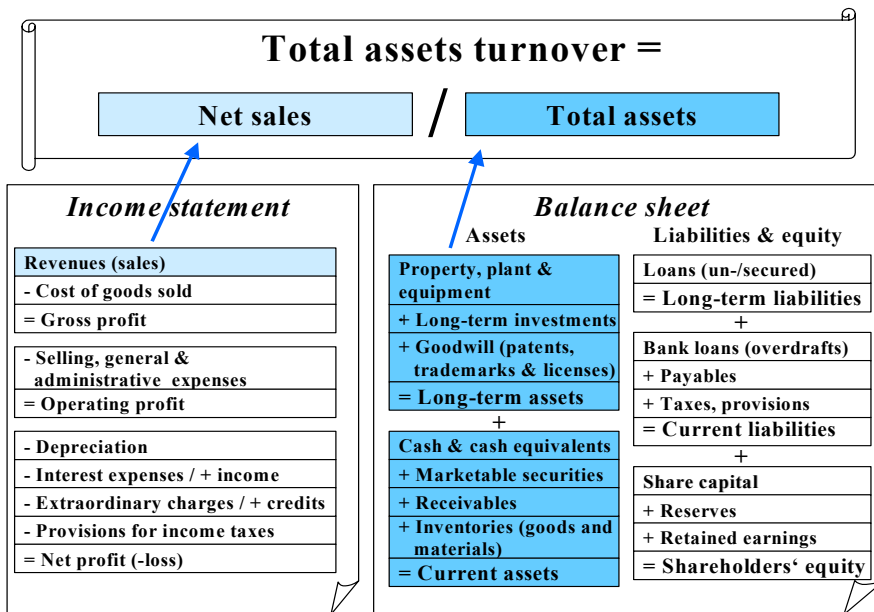 Total assets turnover =
Net sales / Total assets
Income statement
Revenues (sales)
- Cost of goods sold
= Gross profit
- Selling, general &
administrative expenses
= Operating profit
- Depreciation
- Interest expenses / + income
- Extraordinary charges / + credits
- Provisions for income taxes
= Net profit (-loss)
Balance sheet
Assets
Property, plant &
equipment
+ Long-term investments
+ Goodwill (patents,
trademarks & licenses)
= Long-term assets
+
Cash & cash equivalents
+ Marketable securities
+ Receivables
+ Inventories (goods and
materials)
= Current assets
Liabilities & equity
Loans (un-/secured)
= Long-term liabilities
+
Bank loans (overdrafts)
+ Payables
+ Taxes, provisions
= Current liabilities
+
Share capital
+ Reserves
+ Retained earnings
= Shareholders‘ equity